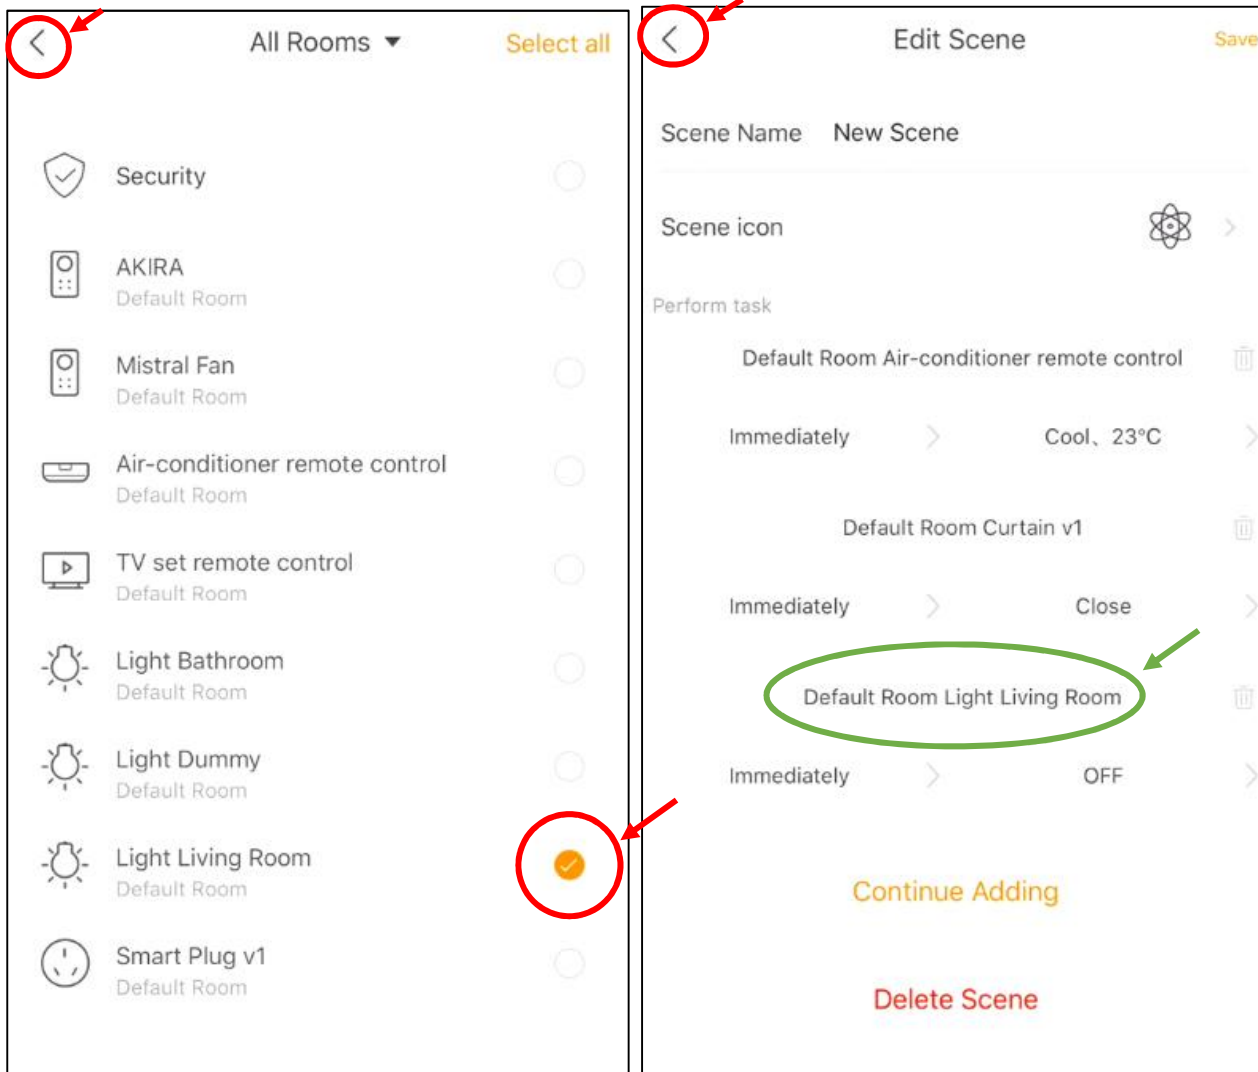 All Rooms ▼
Select all
Security
AKIRA
Default Room
Mistral Fan
Default Room
Air-conditioner remote control
Default Room
TV set remote control
Default Room
Light Bathroom
Default Room
Light Dummy
Default Room
Light Living Room
Default Room
Smart Plug v1
Default Room
Edit Scene
Save
Scene Name New Scene
Scene icon
Perform task
Default Room Air-conditioner remote control
Immediately Cool、23°C
Default Room Curtain v1
Immediately Close
Default Room Light Living Room
Immediately OFF
Continue Adding
Delete Scene